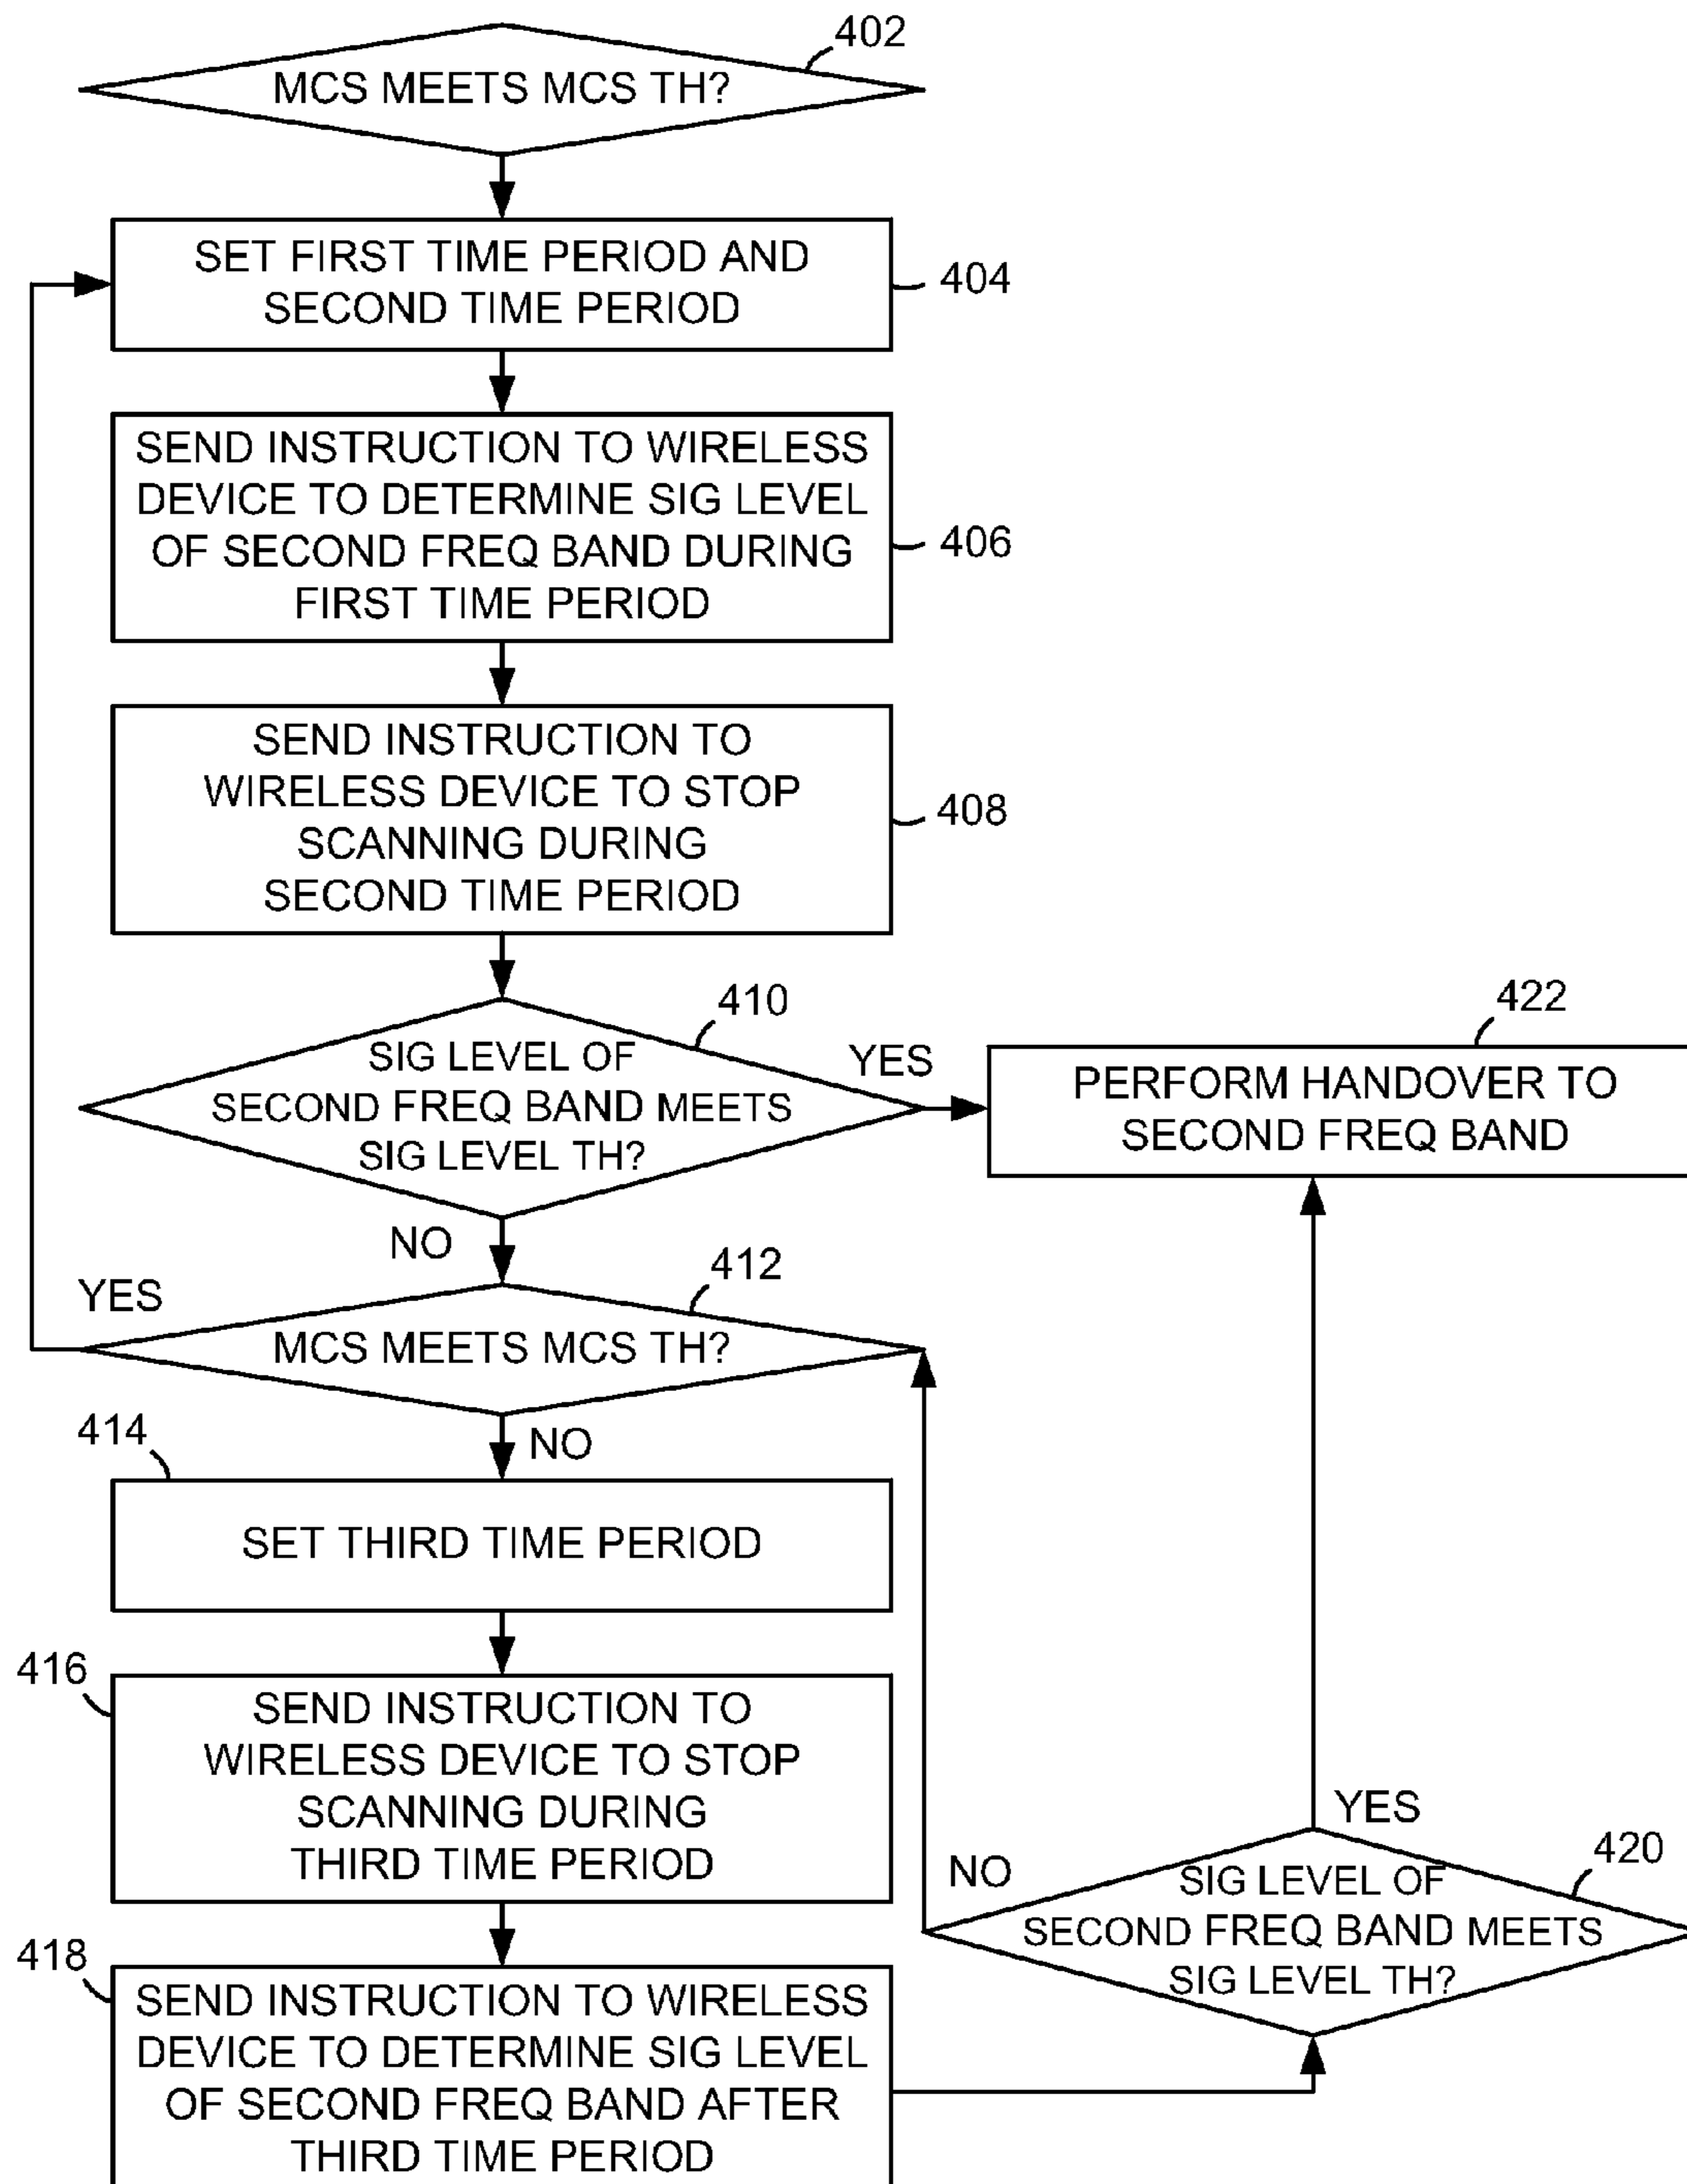 402
MCS MEETS MCS TH?
SET FIRST TIME PERIOD AND
SECOND TIME PERIOD
404
SEND INSTRUCTION TO WIRELESS
DEVICE TO DETERMINE SIG LEVEL
OF SECOND FREQ BAND DURING
FIRST TIME PERIOD
406
SEND INSTRUCTION TO
WIRELESS DEVICE TO STOP
SCANNING DURING
SECOND TIME PERIOD
408
410
SIG LEVEL OF
SECOND FREQ BAND MEETS
SIG LEVEL TH?
YES
422
PERFORM HANDOVER TO
SECOND FREQ BAND
NO
412
YES
MCS MEETS MCS TH?
NO
414
SET THIRD TIME PERIOD
416
SEND INSTRUCTION TO
WIRELESS DEVICE TO STOP
SCANNING DURING
THIRD TIME PERIOD
418
SEND INSTRUCTION TO WIRELESS
DEVICE TO DETERMINE SIG LEVEL
OF SECOND FREQ BAND AFTER
THIRD TIME PERIOD
YES
420
NO
SIG LEVEL OF
SECOND FREQ BAND MEETS
SIG LEVEL TH?